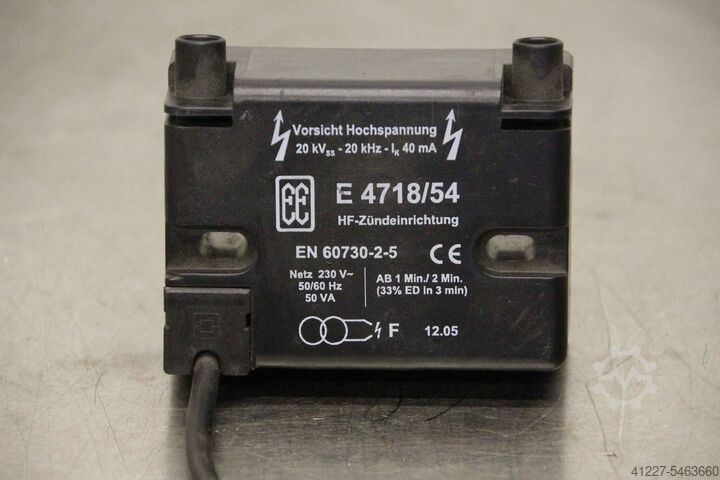 Vorsicht Hochspannung
20 kVSS - 20 kHz - IK 40 mA
EE
E 4718/54
HF-Zündeinrichtung
EN 60730-2-5 CE
Netz 230 V~
50/60 Hz
50 VA
AB 1 Min./ 2 Min.
(33% ED in 3 min)
F 12.05
41227-5463660